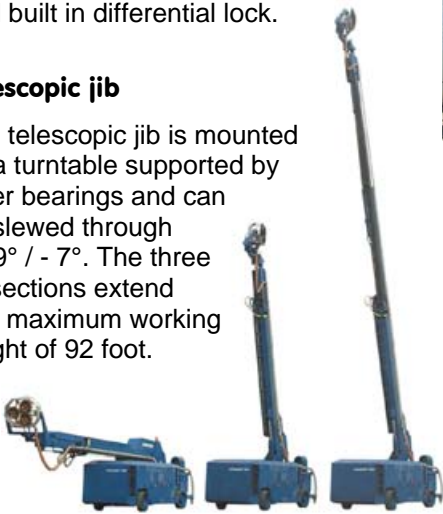 built in differential lock.
escopic jib
telescopic jib is mounted
a turntable supported by
er bearings and can
slewed through
9° / - 7°. The three
sections extend
maximum working
ght of 92 foot.